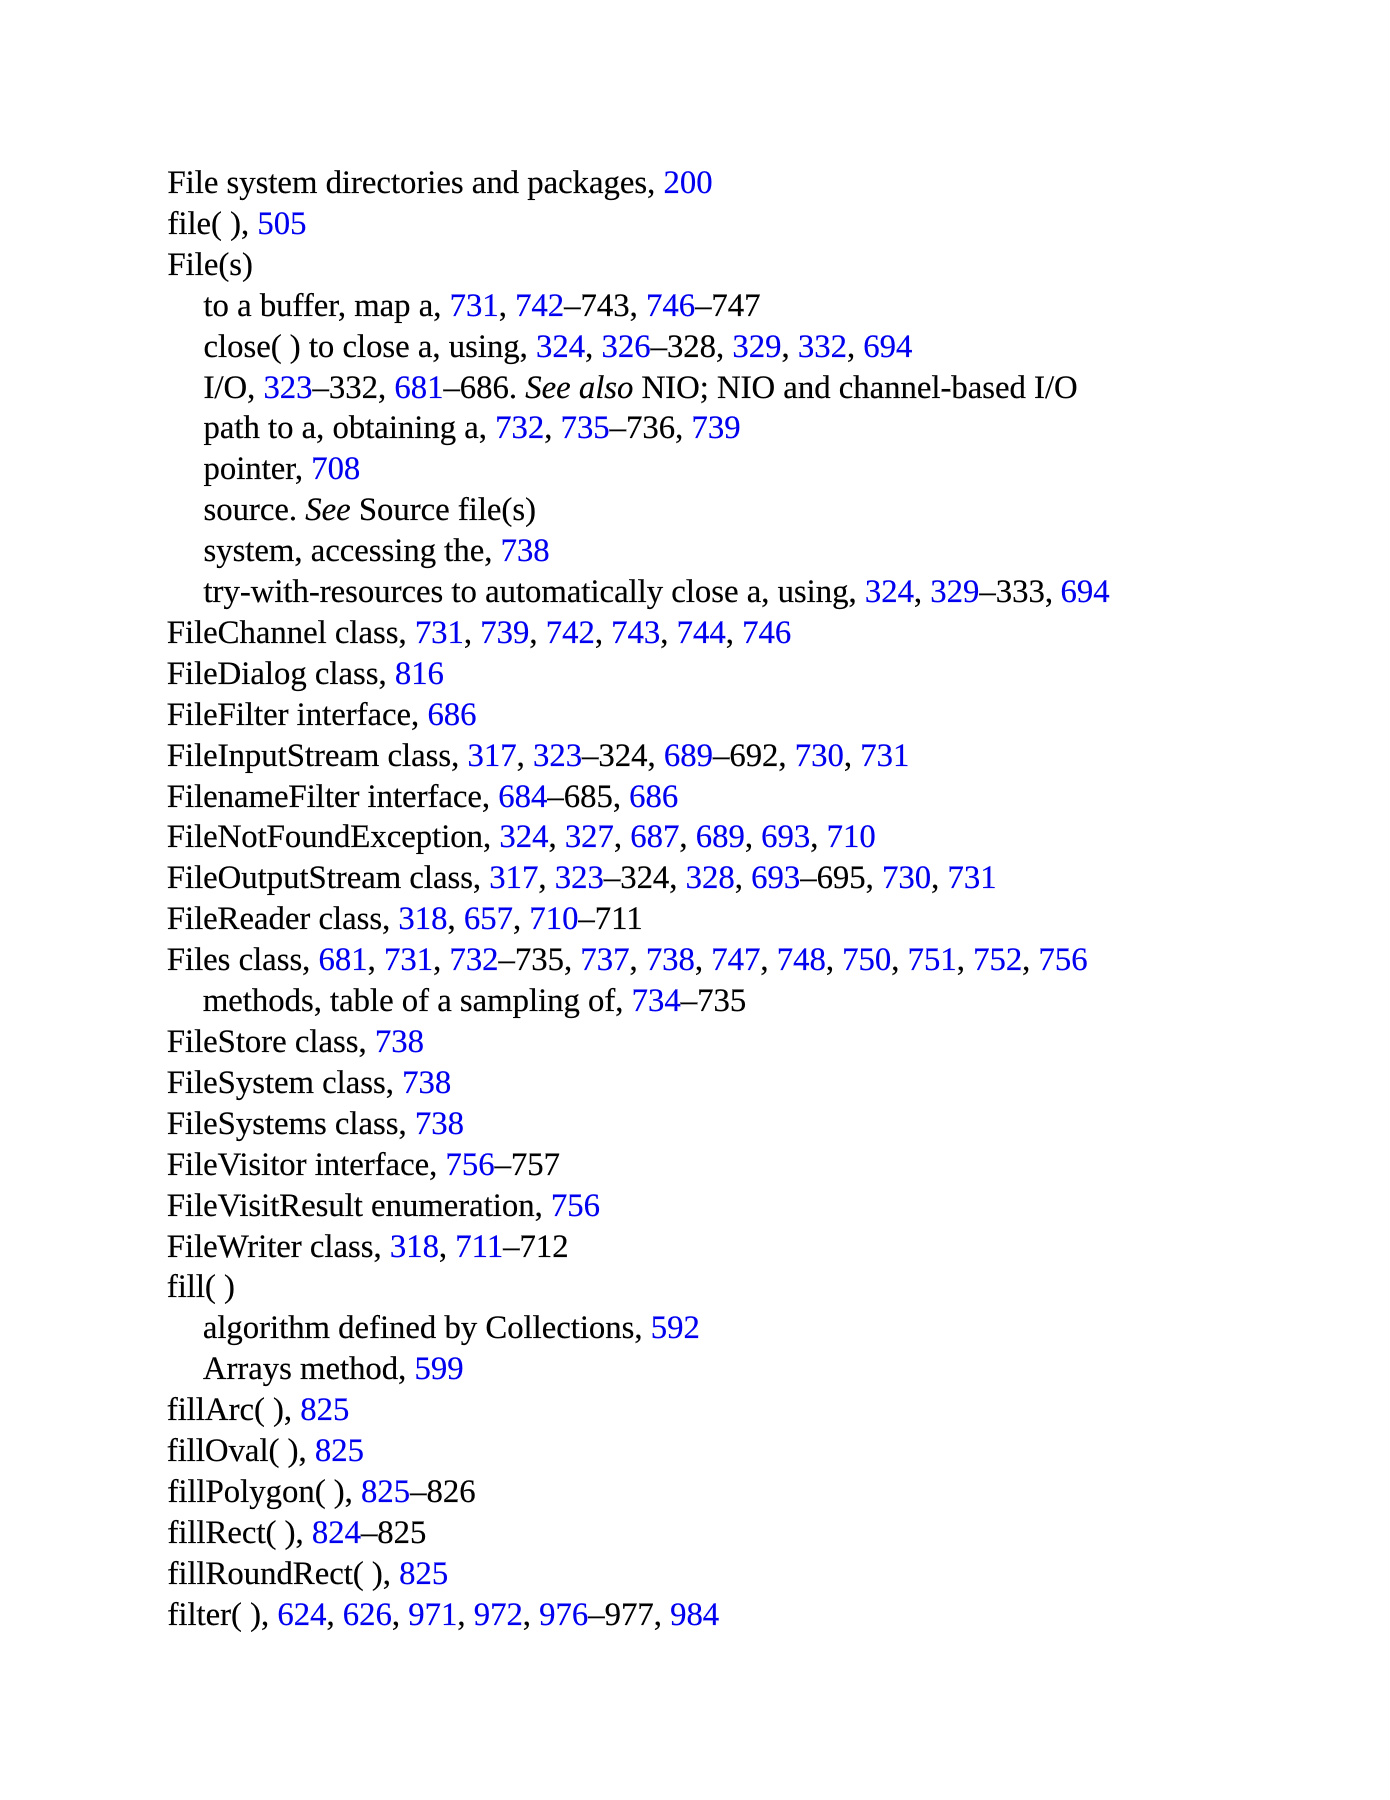 File system directories and packages, 200
file( ), 505
File(s)
to a buffer, map a, 731, 742–743, 746–747
close( ) to close a, using, 324, 326–328, 329, 332, 694
I/O, 323–332, 681–686. See also NIO; NIO and channel-based I/O
path to a, obtaining a, 732, 735–736, 739
pointer, 708
source. See Source file(s)
system, accessing the, 738
try-with-resources to automatically close a, using, 324, 329–333, 694
FileChannel class, 731, 739, 742, 743, 744, 746
FileDialog class, 816
FileFilter interface, 686
FileInputStream class, 317, 323–324, 689–692, 730, 731
FilenameFilter interface, 684–685, 686
FileNotFoundException, 324, 327, 687, 689, 693, 710
FileOutputStream class, 317, 323–324, 328, 693–695, 730, 731
FileReader class, 318, 657, 710–711
Files class, 681, 731, 732–735, 737, 738, 747, 748, 750, 751, 752, 756
methods, table of a sampling of, 734–735
FileStore class, 738
FileSystem class, 738
FileSystems class, 738
FileVisitor interface, 756–757
FileVisitResult enumeration, 756
FileWriter class, 318, 711–712
fill( )
algorithm defined by Collections, 592
Arrays method, 599
fillArc( ), 825
fillOval( ), 825
fillPolygon( ), 825–826
fillRect( ), 824–825
fillRoundRect( ), 825
filter( ), 624, 626, 971, 972, 976–977, 984